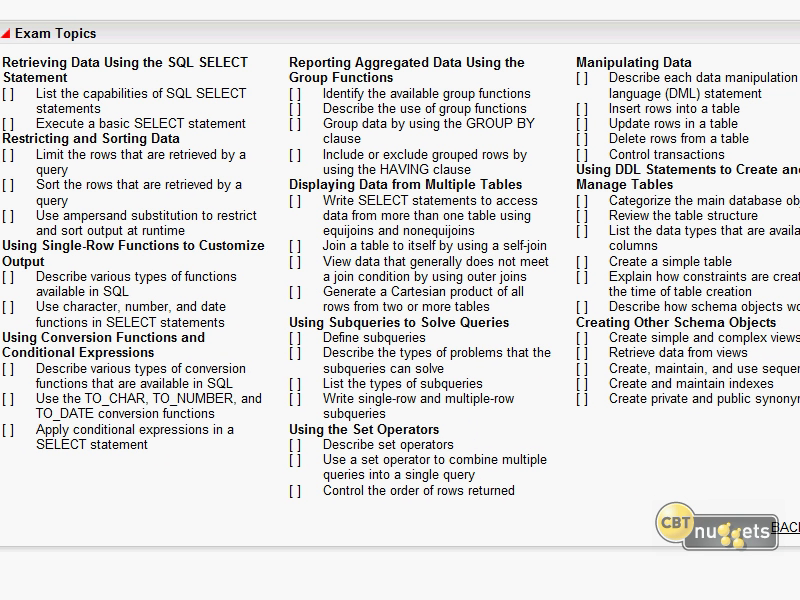 Exam Topics
Retrieving Data Using the SQL SELECT
Statement
[ ] List the capabilities of SQL SELECT
statements
[ ] Execute a basic SELECT statement
Restricting and Sorting Data
[ ] Limit the rows that are retrieved by a
query
[ ] Sort the rows that are retrieved by a
query
[ ] Use ampersand substitution to restrict
and sort output at runtime
Using Single-Row Functions to Customize
Output
[ ] Describe various types of functions
available in SQL
[ ] Use character, number, and date
functions in SELECT statements
Using Conversion Functions and
Conditional Expressions
[ ] Describe various types of conversion
functions that are available in SQL
[ ] Use the TO_CHAR, TO_NUMBER, and
TO_DATE conversion functions
[ ] Apply conditional expressions in a
SELECT statement
Reporting Aggregated Data Using the
Group Functions
[ ] Identify the available group functions
[ ] Describe the use of group functions
[ ] Group data by using the GROUP BY
clause
[ ] Include or exclude grouped rows by
using the HAVING clause
Displaying Data from Multiple Tables
[ ] Write SELECT statements to access
data from more than one table using
equijoins and nonequijoins
[ ] Join a table to itself by using a self-join
[ ] View data that generally does not meet
a join condition by using outer joins
[ ] Generate a Cartesian product of all
rows from two or more tables
Using Subqueries to Solve Queries
[ ] Define subqueries
[ ] Describe the types of problems that the
subqueries can solve
[ ] List the types of subqueries
[ ] Write single-row and multiple-row
subqueries
Using the Set Operators
[ ] Describe set operators
[ ] Use a set operator to combine multiple
queries into a single query
[ ] Control the order of rows returned
Manipulating Data
[ ] Describe each data manipulation
language (DML) statement
[ ] Insert rows into a table
[ ] Update rows in a table
[ ] Delete rows from a table
[ ] Control transactions
Using DDL Statements to Create and
Manage Tables
[ ] Categorize the main database
[ ] Review the table structure
[ ] List the data types that are
columns
[ ] Create a simple table
[ ] Explain how constraints are
the time of table creation
[ ] Describe how schema objects
Creating Other Schema Objects
[ ] Create simple and complex views
[ ] Retrieve data from views
[ ] Create, maintain, and use
[ ] Create and maintain indexes
[ ] Create private and public
CBT nuggets